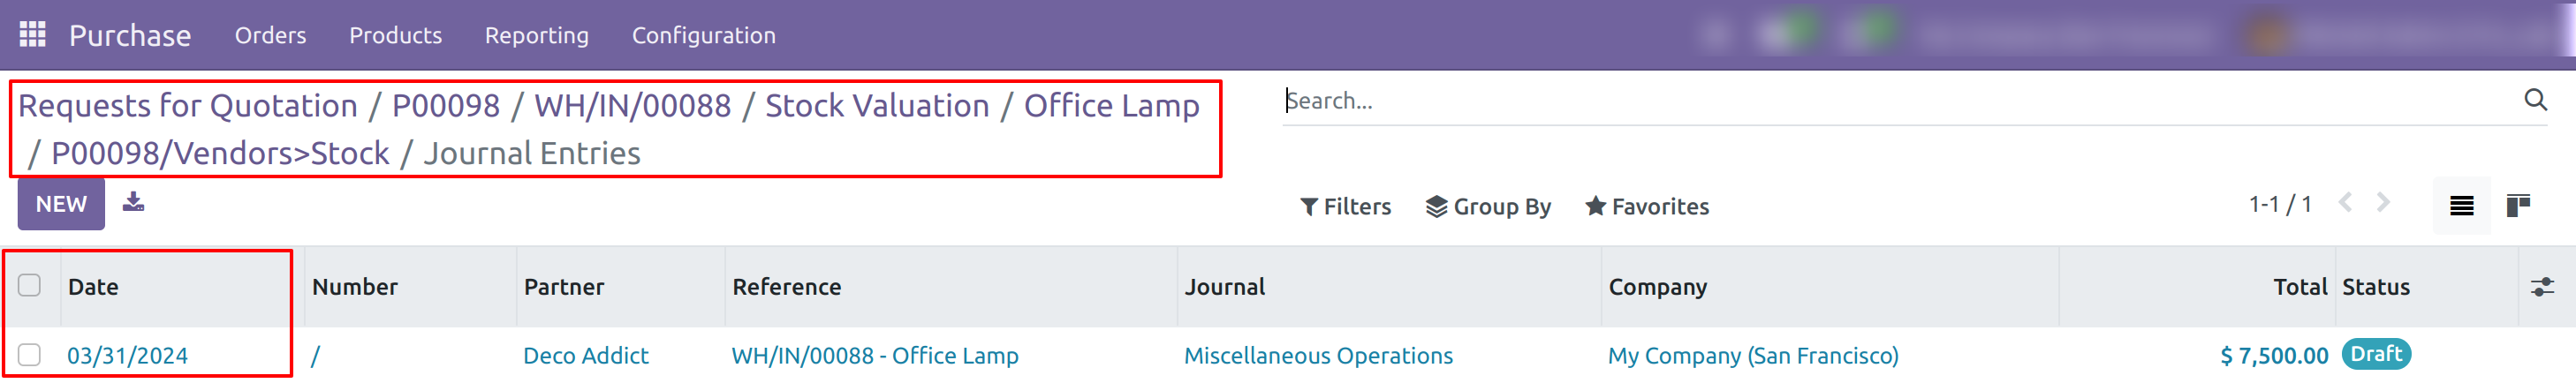 Purchase Orders Products Reporting Configuration
Requests for Quotation / P00098 / WH/IN/00088 / Stock Valuation / Office Lamp
/ P00098/Vendors>Stock / Journal Entries
Search...
NEW
Filters Group By Favorites 1-1 / 1
Date Number Partner Reference Journal Company Total Status
03/31/2024 / Deco Addict WH/IN/00088 - Office Lamp Miscellaneous Operations My Company (San Francisco) $ 7,500.00 Draft